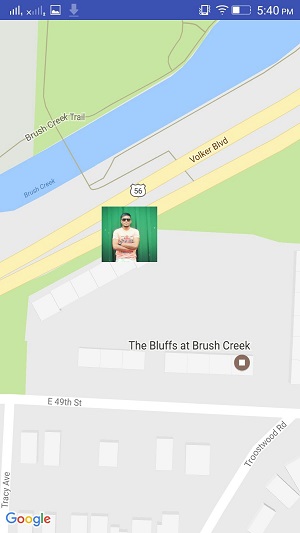 5:40 PM
Brush Creek Trail
Volker Blvd
Brush Creek
56
The Bluffs at Brush Creek
E 49th St
Troostwood Rd
Tracy Ave
Google